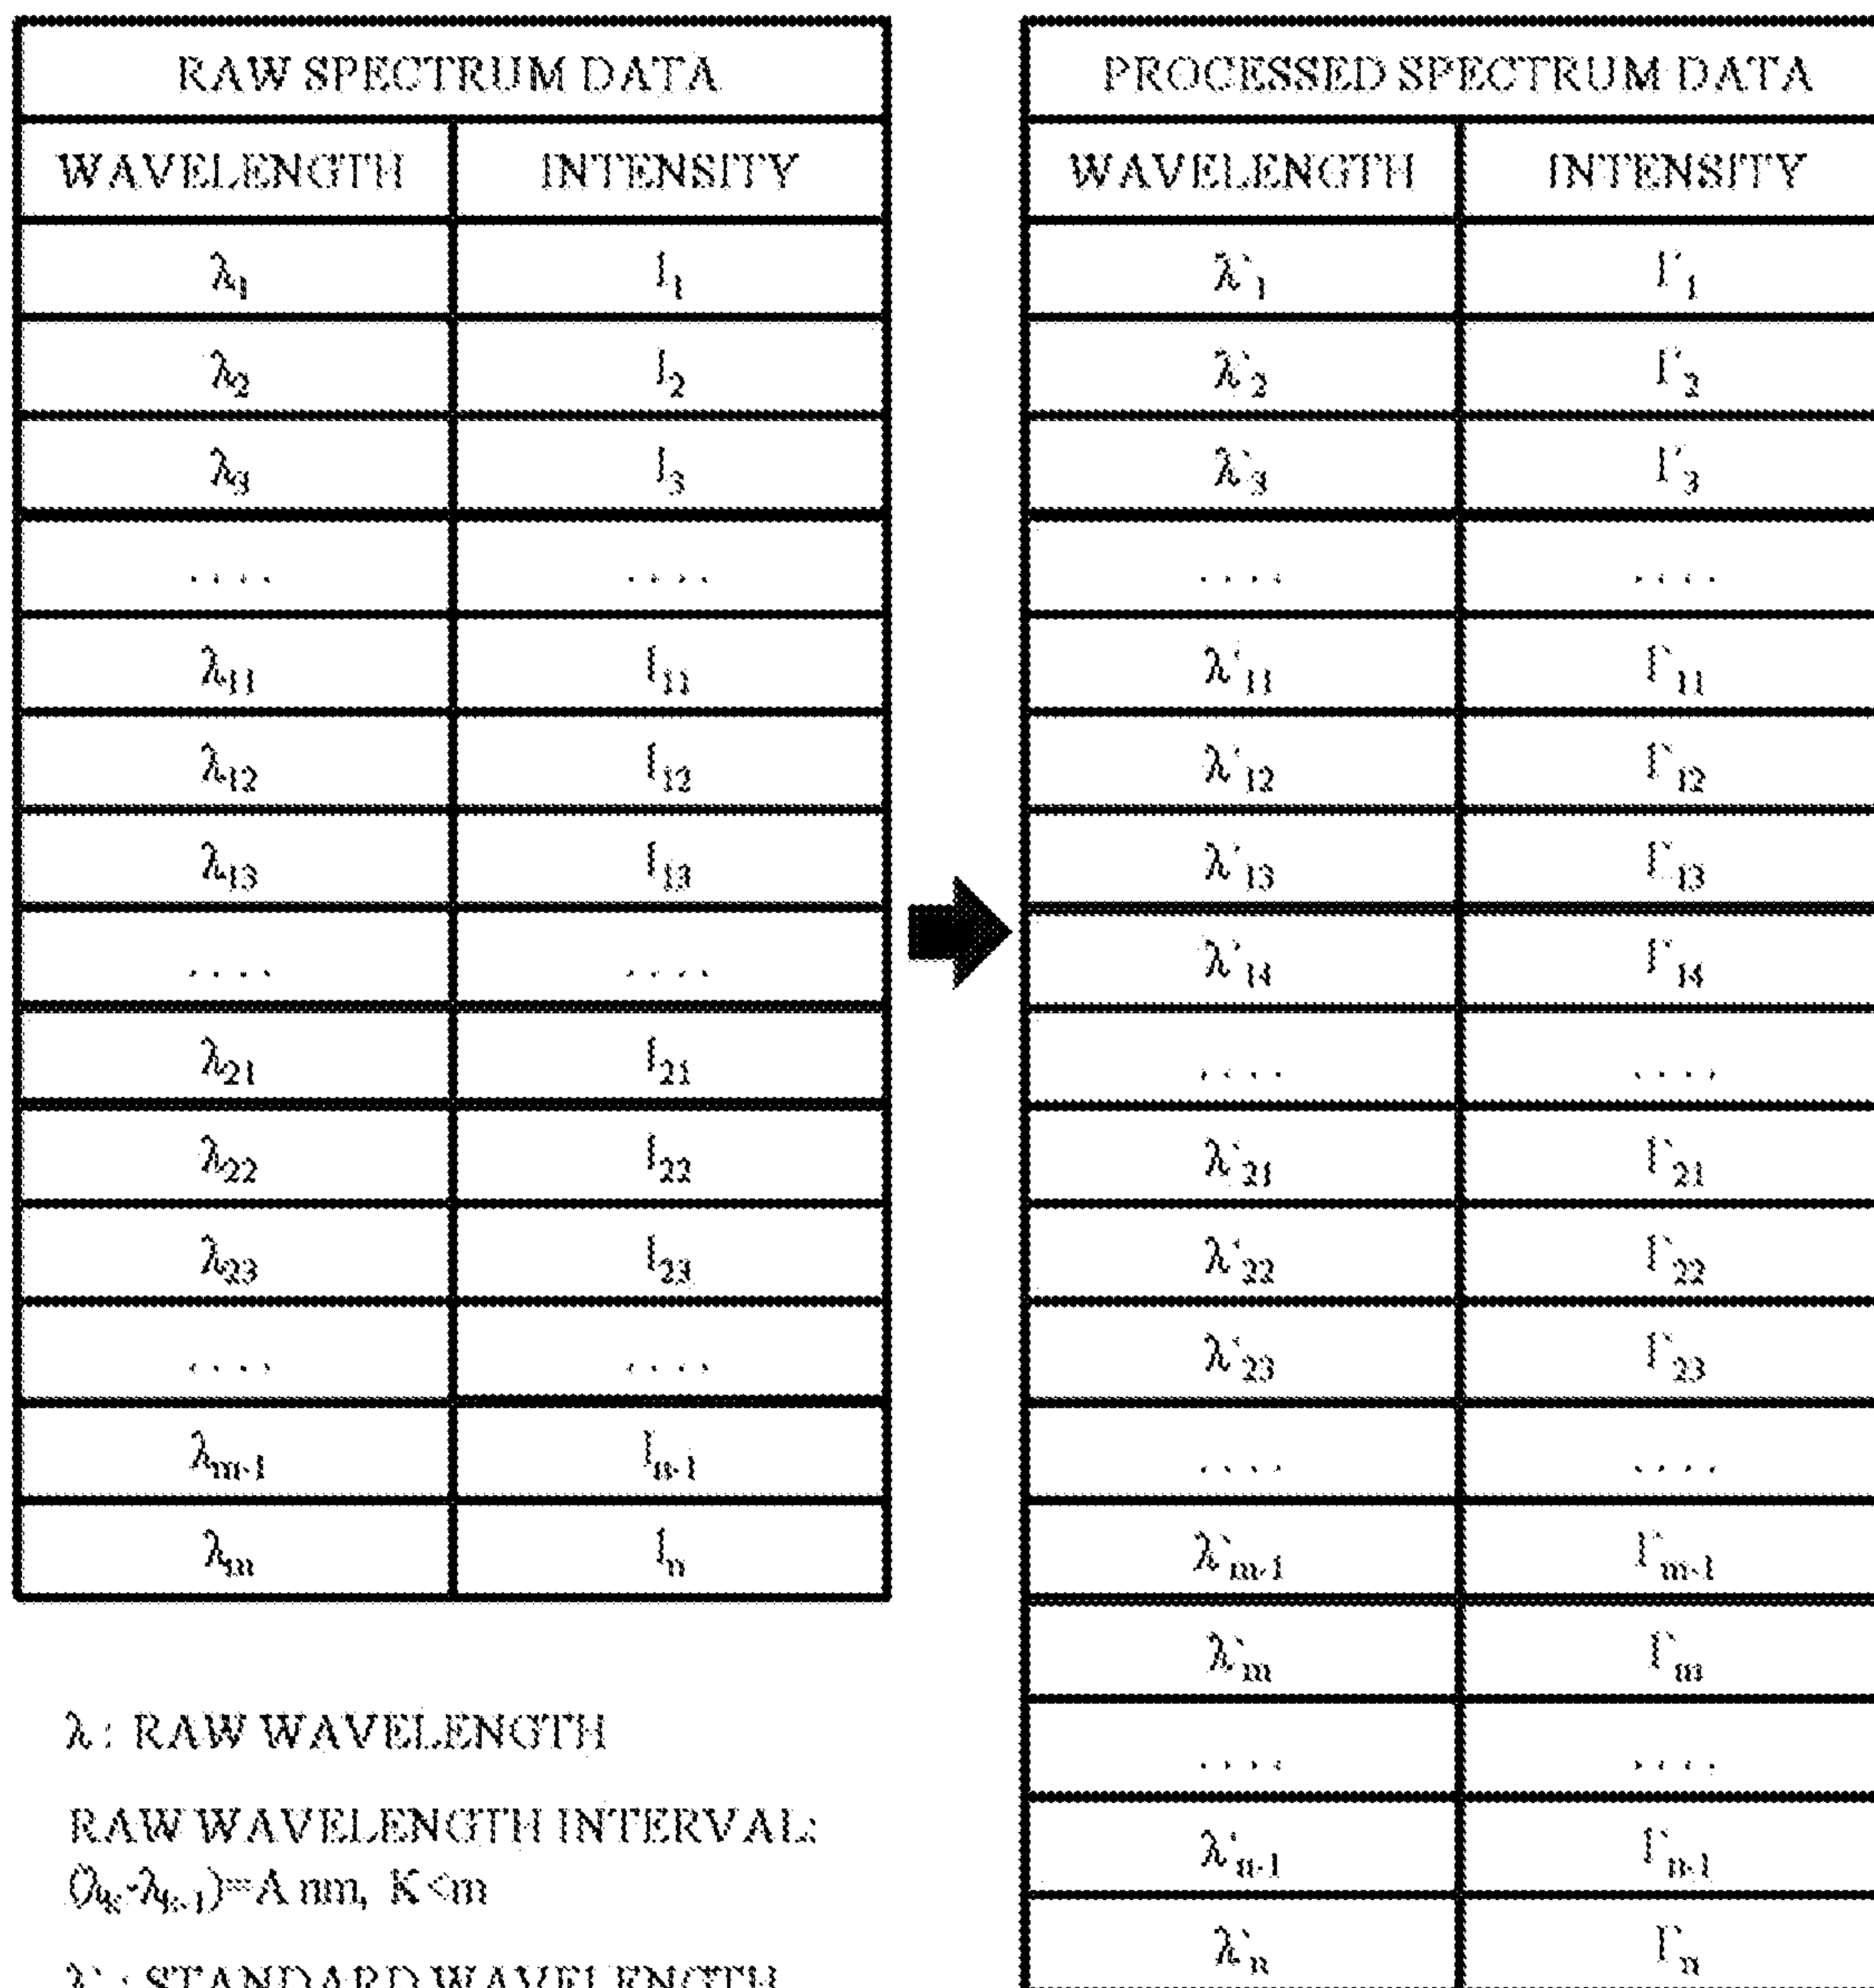 RAW SPECTRUM DATA
WAVELENGTH INTENSITY
λ₁ I₁
λ₂ I₂
λ₃ I₃
.... ....
λ₁₁ I₁₁
λ₁₂ I₁₂
λ₁₃ I₁₃
.... ....
λ₂₁ I₂₁
λ₂₂ I₂₂
λ₂₃ I₂₃
.... ....
λm-1 In-1
λm In
λ : RAW WAVELENGTH
RAW WAVELENGTH INTERVAL:
(λk-λk-1)=A nm, K<m
λ' : STANDARD WAVELENGTH
PROCESSED SPECTRUM DATA
WAVELENGTH INTENSITY
λ'₁ I'₁
λ'₂ I'₂
λ'₃ I'₃
.... ....
λ'₁₁ I'₁₁
λ'₁₂ I'₁₂
λ'₁₃ I'₁₃
λ'₁₄ I'₁₄
.... ....
λ'₂₁ I'₂₁
λ'₂₂ I'₂₂
λ'₂₃ I'₂₃
.... ....
λ'm-1 I'm-1
λ'm I'm
.... ....
λ'n-1 I'n-1
λ'n I'n